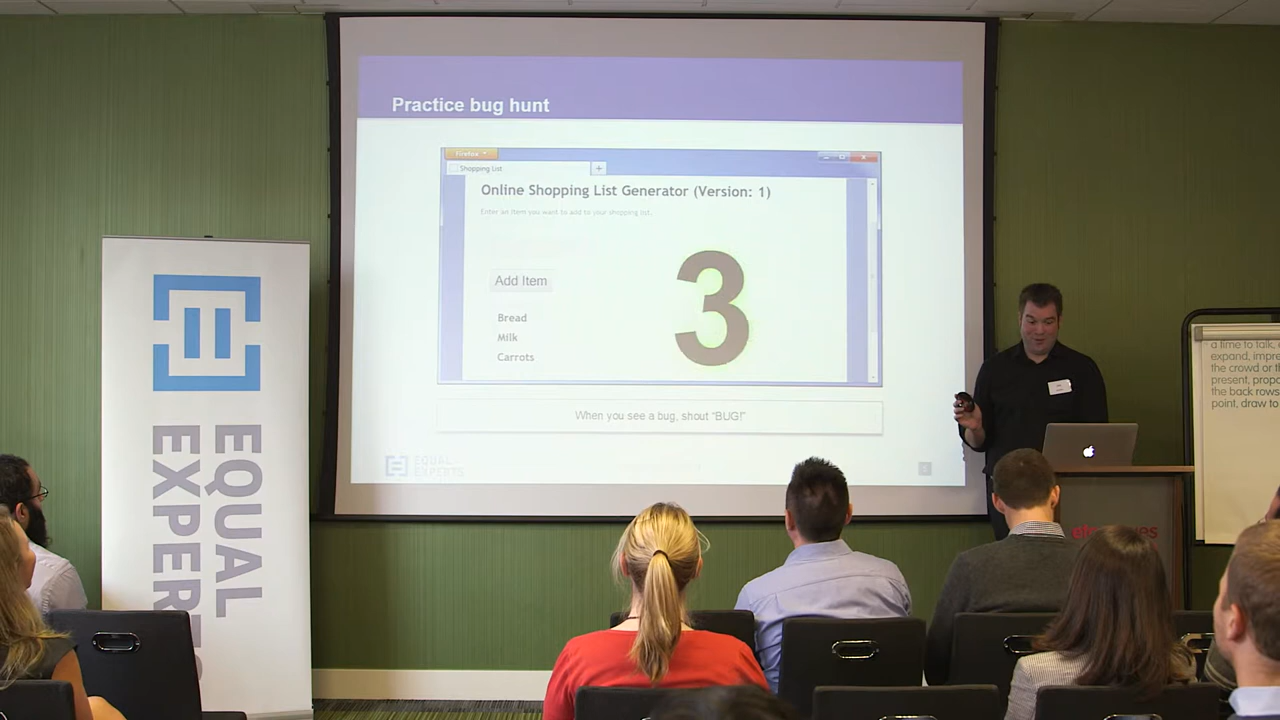 Practice bug hunt
Firefox
Shopping List
+
Online Shopping List Generator (Version: 1)
Enter an item you want to add to your shopping list.
Add Item
Bread
Milk
Carrots
3
When you see a bug, shout "BUG!"
EQUAL
EXPERTS
EQUAL
EXPERTS
a time to talk,
expand, impre
the crowd or th
present, propo
the back rows
point, draw to